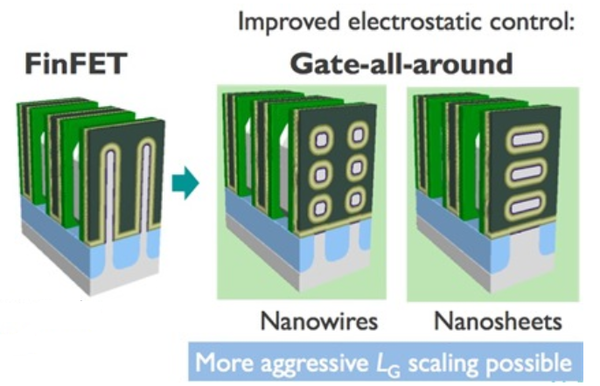 Improved electrostatic control:
FinFET
Gate-all-around
Nanowires
Nanosheets
More aggressive LG scaling possible